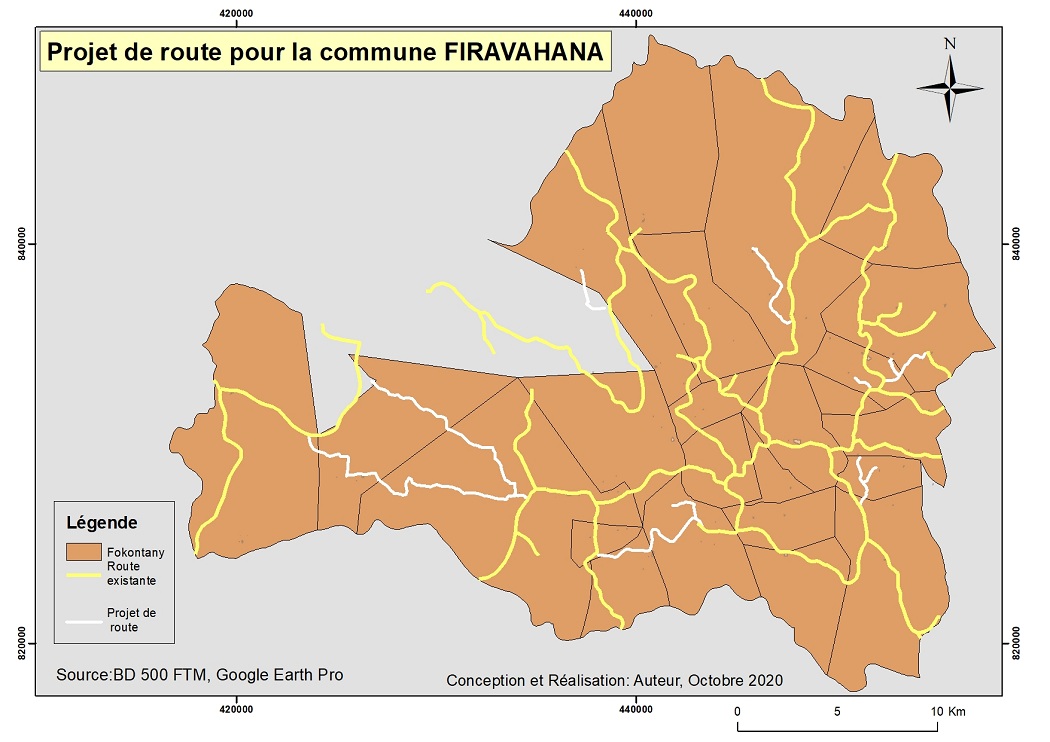 420000 440000
Projet de route pour la commune FIRAVAHANA
N
840000 840000
Légende
Fokontany
Route
existante
Projet de
route
820000 820000
Source:BD 500 FTM, Google Earth Pro
Conception et Réalisation: Auteur, Octobre 2020
420000 440000
0 5 10 Km